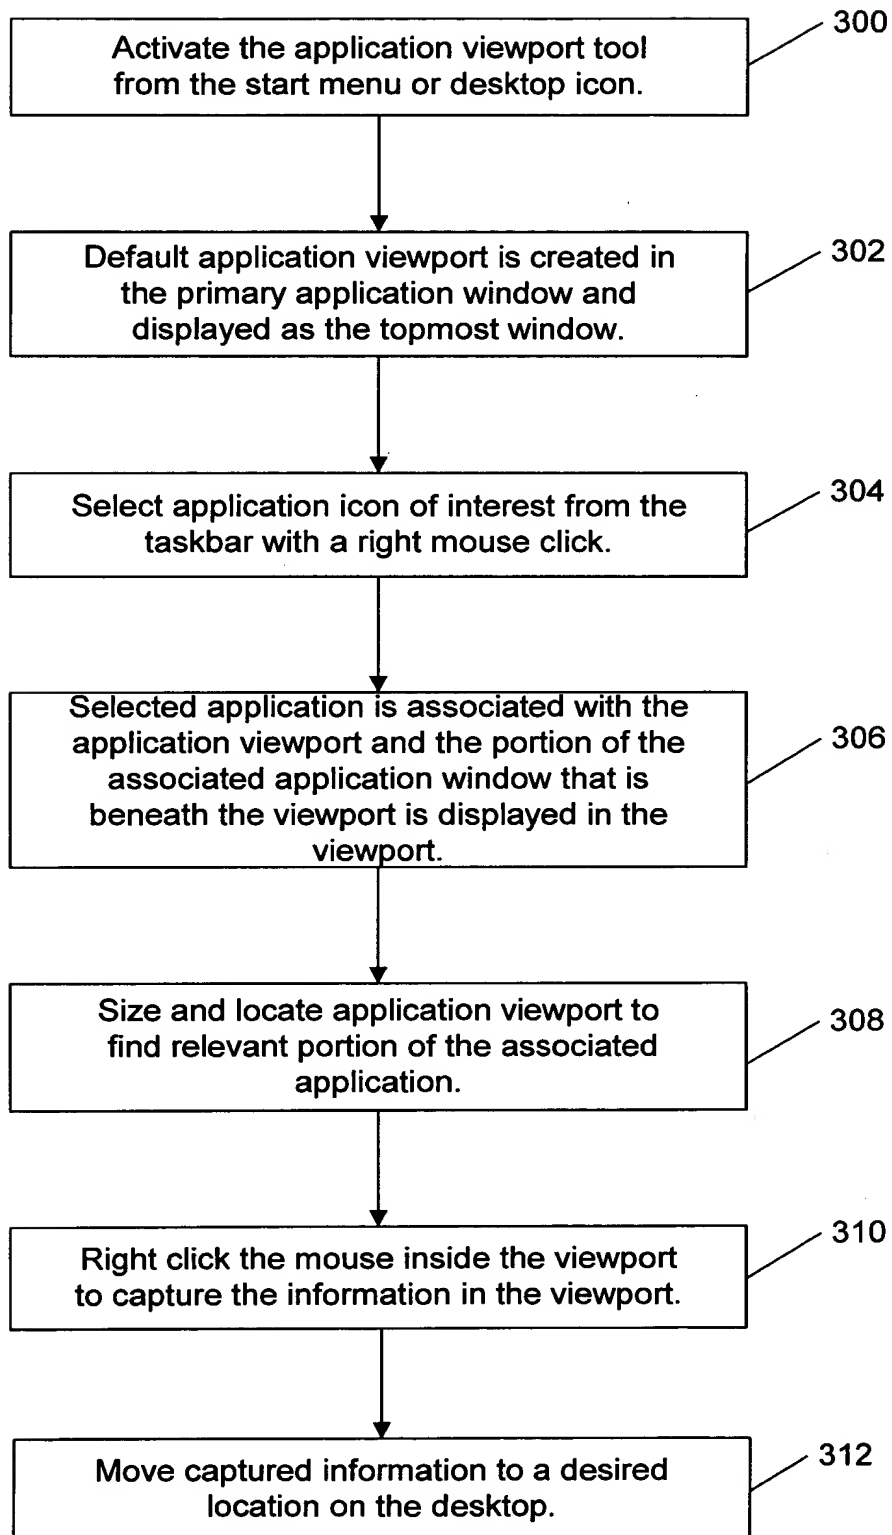 Activate the application viewport tool
from the start menu or desktop icon.
300
Default application viewport is created in
the primary application window and
displayed as the topmost window.
302
Select application icon of interest from the
taskbar with a right mouse click.
304
Selected application is associated with the
application viewport and the portion of the
associated application window that is
beneath the viewport is displayed in the
viewport.
306
Size and locate application viewport to
find relevant portion of the associated
application.
308
Right click the mouse inside the viewport
to capture the information in the viewport.
310
Move captured information to a desired
location on the desktop.
312